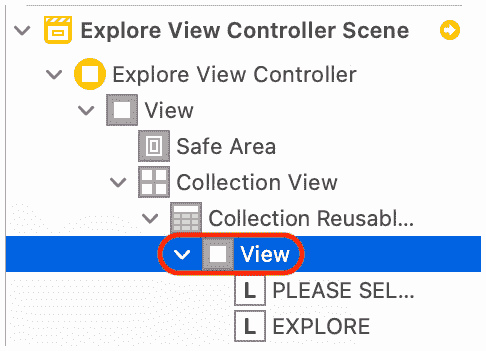 Explore View Controller Scene
Explore View Controller
View
Safe Area
Collection View
Collection Reusabl...
View
L PLEASE SEL...
L EXPLORE